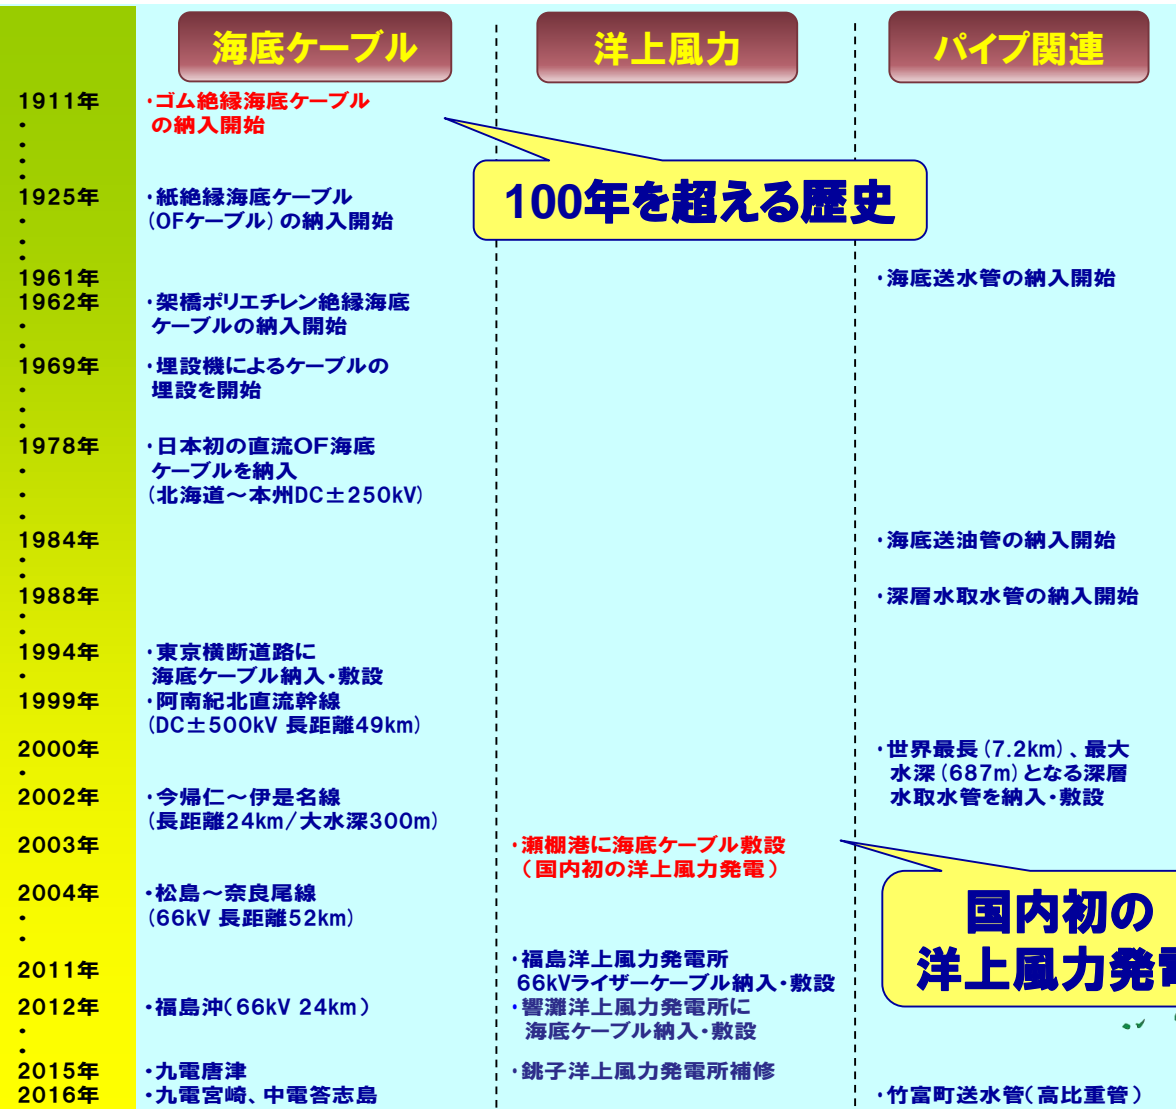 海底ケーブル
洋上風力
パイプ関連
1911年
・ゴム絶縁海底ケーブル
の納入開始
100年を超える歴史
1925年
・紙絶縁海底ケーブル
(OFケーブル)の納入開始
1961年
・海底送水管の納入開始
1962年
・架橋ポリエチレン絶縁海底
ケーブルの納入開始
1969年
・埋設機によるケーブルの
埋設を開始
1978年
・日本初の直流OF海底
ケーブルを納入
(北海道～本州DC±250kV)
1984年
・海底送油管の納入開始
1988年
・深層水取水管の納入開始
1994年
・東京横断道路に
海底ケーブル納入・敷設
1999年
・阿南紀北直流幹線
(DC±500kV 長距離49km)
2000年
・世界最長(7.2km)、最大
水深(687m)となる深層
水取水管を納入・敷設
2002年
・今帰仁～伊是名線
(長距離24km/大水深300m)
2003年
・瀬棚港に海底ケーブル敷設
(国内初の洋上風力発電)
国内初の
洋上風力発電
2004年
・松島～奈良尾線
(66kV 長距離52km)
2011年
・福島洋上風力発電所
66kVライザーケーブル納入・敷設
2012年
・福島沖(66kV 24km)
・響灘洋上風力発電所に
海底ケーブル納入・敷設
2015年
・九電唐津
・銚子洋上風力発電所補修
2016年
・九電宮崎、中電答志島
・竹富町送水管(高比重管)